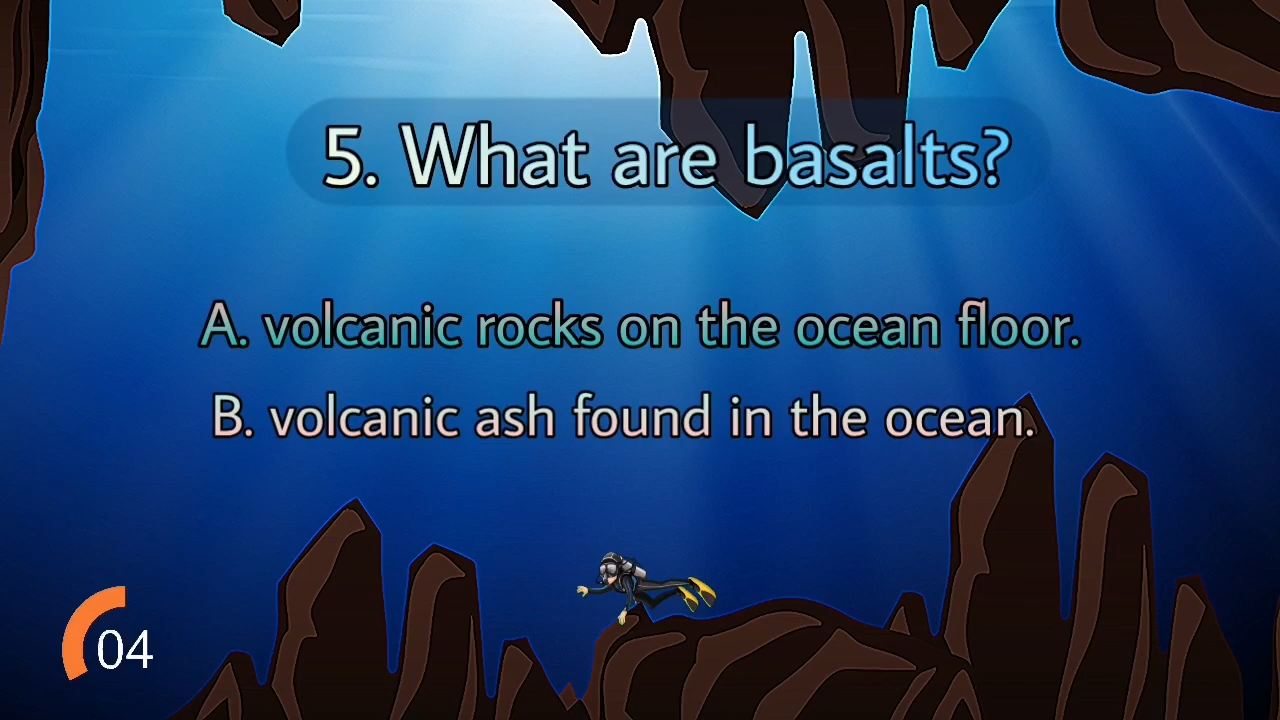 5. What are basalts?
A. volcanic rocks on the ocean floor.
B. volcanic ash found in the ocean.
04